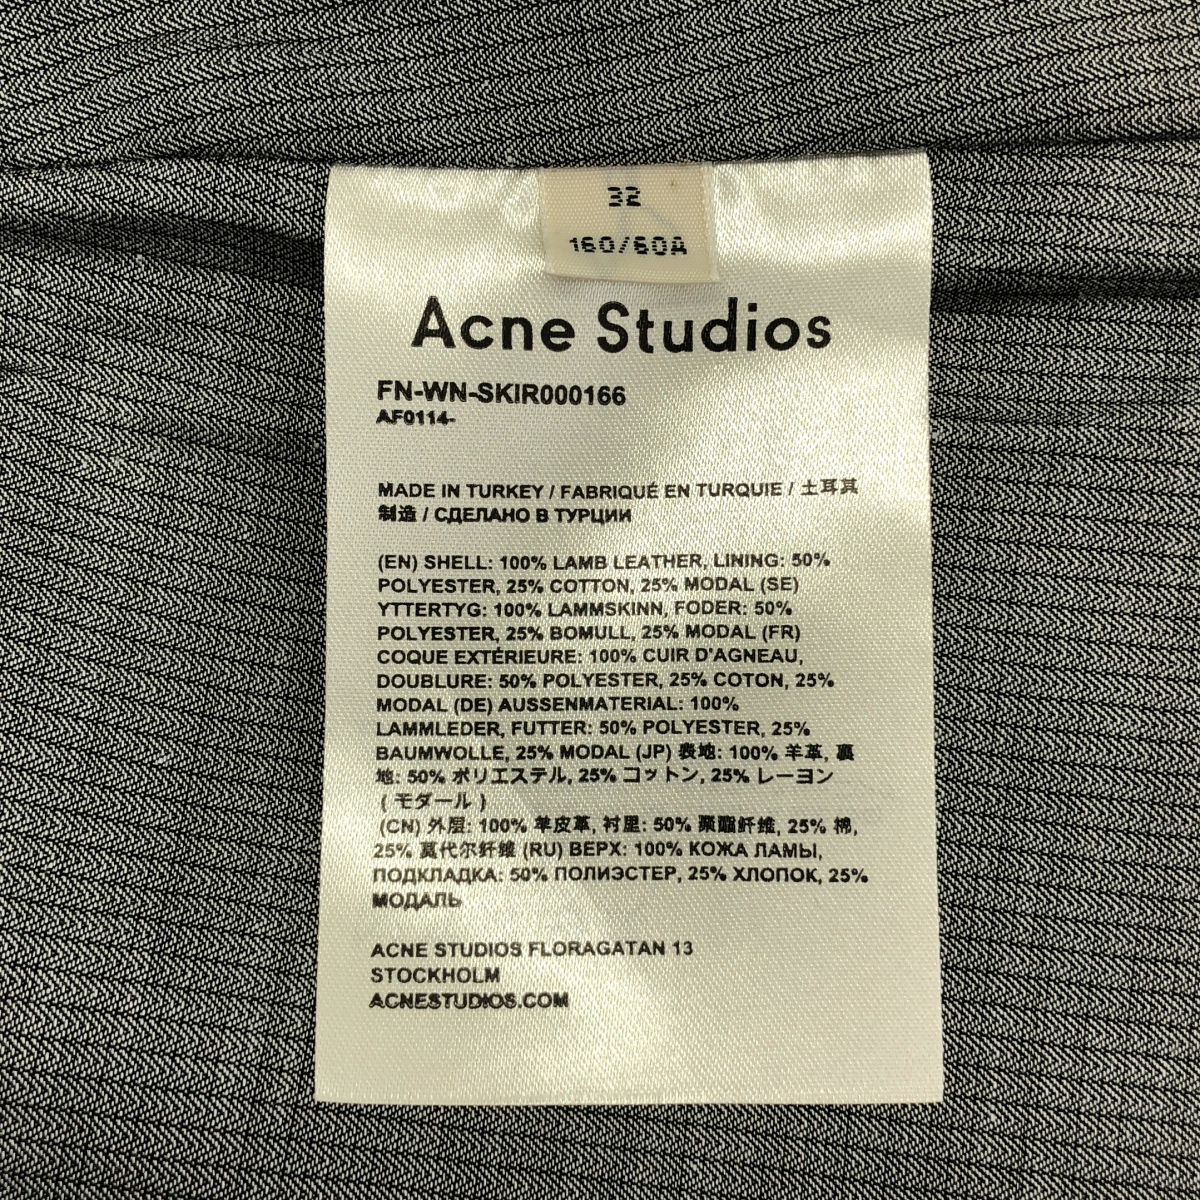 32
160/60A
Acne Studios
FN-WN-SKIR000166
AF0114-
MADE IN TURKEY / FABRIQUÉ EN TURQUIE / 土耳其
制造 / СДЕЛАНО В ТУРЦИИ
(EN) SHELL: 100% LAMB LEATHER, LINING: 50%
POLYESTER, 25% COTTON, 25% MODAL (SE)
YTTERTYG: 100% LAMMSKINN, FODER: 50%
POLYESTER, 25% BOMULL, 25% MODAL (FR)
COQUE EXTÉRIEURE: 100% CUIR D'AGNEAU,
DOUBLURE: 50% POLYESTER, 25% COTON, 25%
MODAL (DE) AUSSENMATERIAL: 100%
LAMMLEDER, FUTTER: 50% POLYESTER, 25%
BAUMWOLLE, 25% MODAL (JP) 表地: 100% 羊革, 裏
地: 50% ポリエステル, 25% コットン, 25% レーヨン
( モダール )
(CN) 外层: 100% 羊皮革, 衬里: 50% 聚酯纤维, 25% 棉,
25% 莫代尔纤维 (RU) ВЕРХ: 100% КОЖА ЛАМЫ,
ПОДКЛАДКА: 50% ПОЛИЭСТЕР, 25% ХЛОПОК, 25%
МОДАЛЬ
ACNE STUDIOS FLORAGATAN 13
STOCKHOLM
ACNESTUDIOS.COM